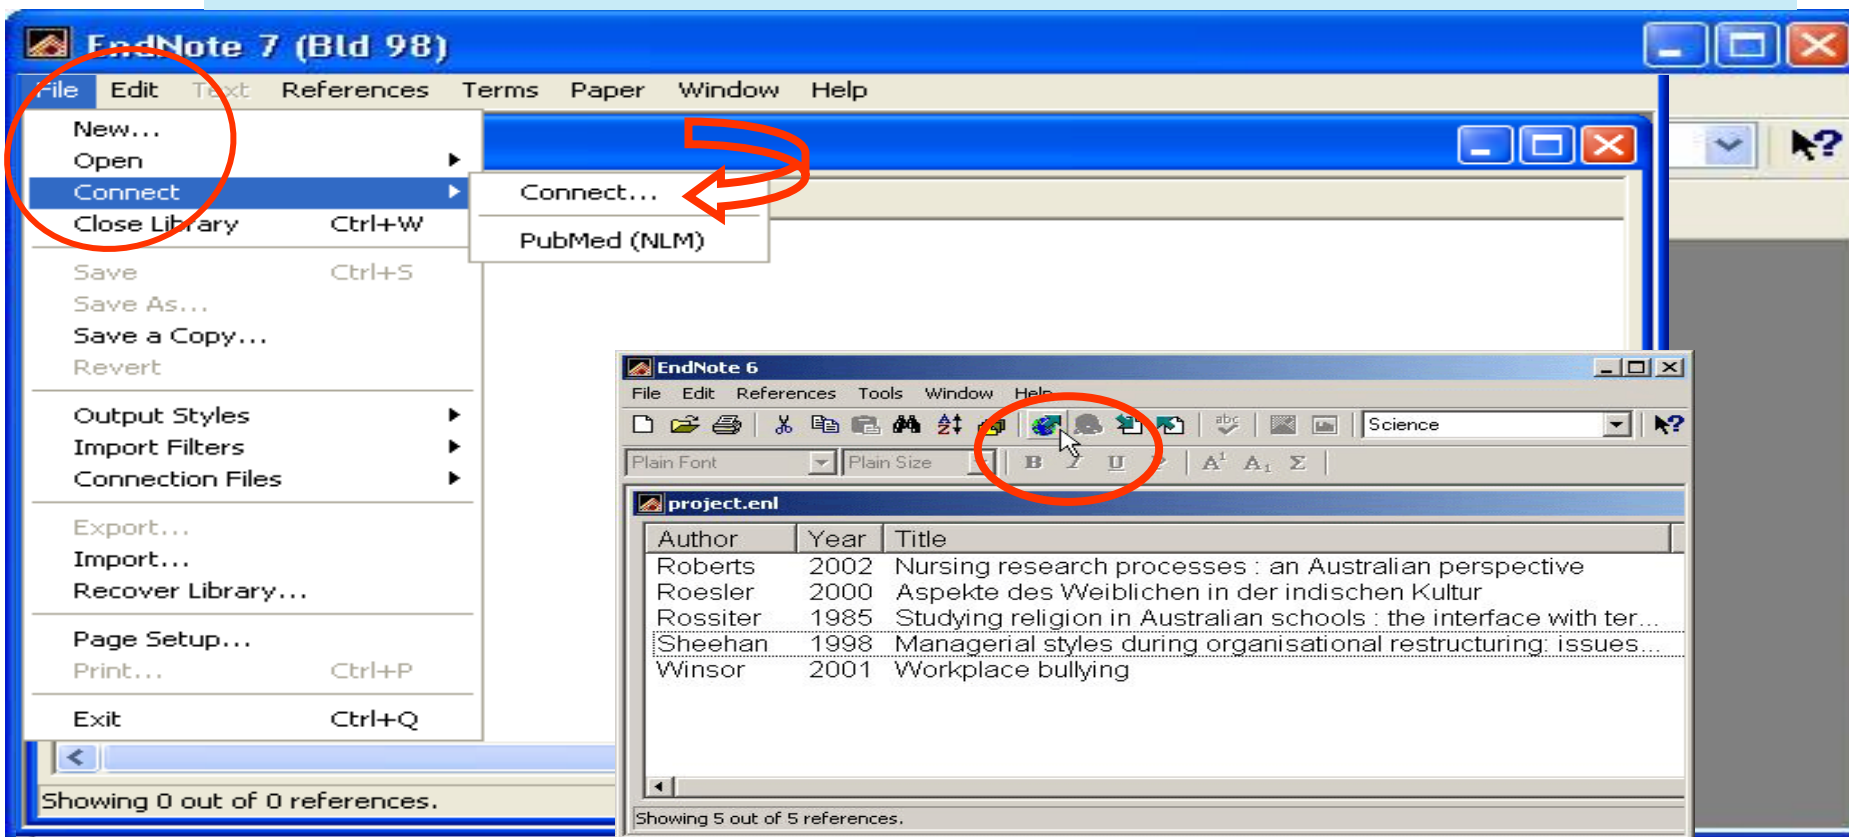 EndNote 7 (Bld 98)
File Edit Text References Terms Paper Window Help
New...
Open
Connect
Close Library Ctrl+W
Save Ctrl+S
Save As...
Save a Copy...
Revert
Output Styles
Import Filters
Connection Files
Export...
Import...
Recover Library...
Page Setup...
Print... Ctrl+P
Exit Ctrl+Q
Connect...
PubMed (NLM)
Showing 0 out of 0 references.
EndNote 6
File Edit References Tools Window Help
Science
Plain Font Plain Size B I U P A¹ A₁ Σ
project.enl
Author Year Title
Roberts 2002 Nursing research processes : an Australian perspective
Roesler 2000 Aspekte des Weiblichen in der indischen Kultur
Rossiter 1985 Studying religion in Australian schools : the interface with ter...
Sheehan 1998 Managerial styles during organisational restructuring: issues...
Winsor 2001 Workplace bullying
Showing 5 out of 5 references.